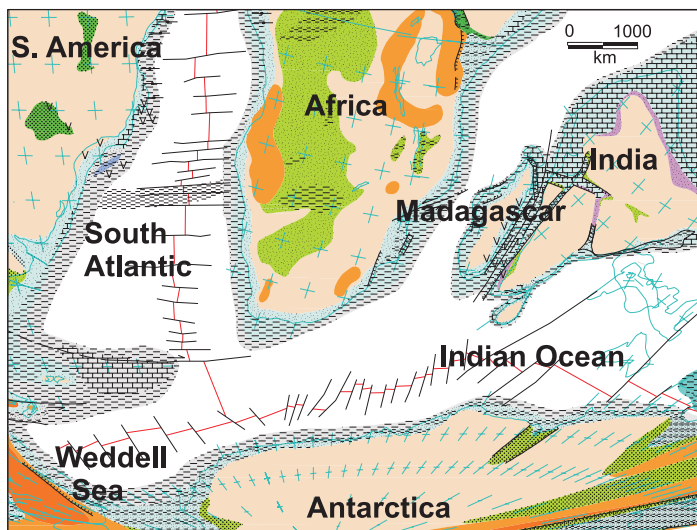 S. America
0 1000
km
Africa
India
Madagascar
South
Atlantic
Indian Ocean
Weddell
Sea
Antarctica